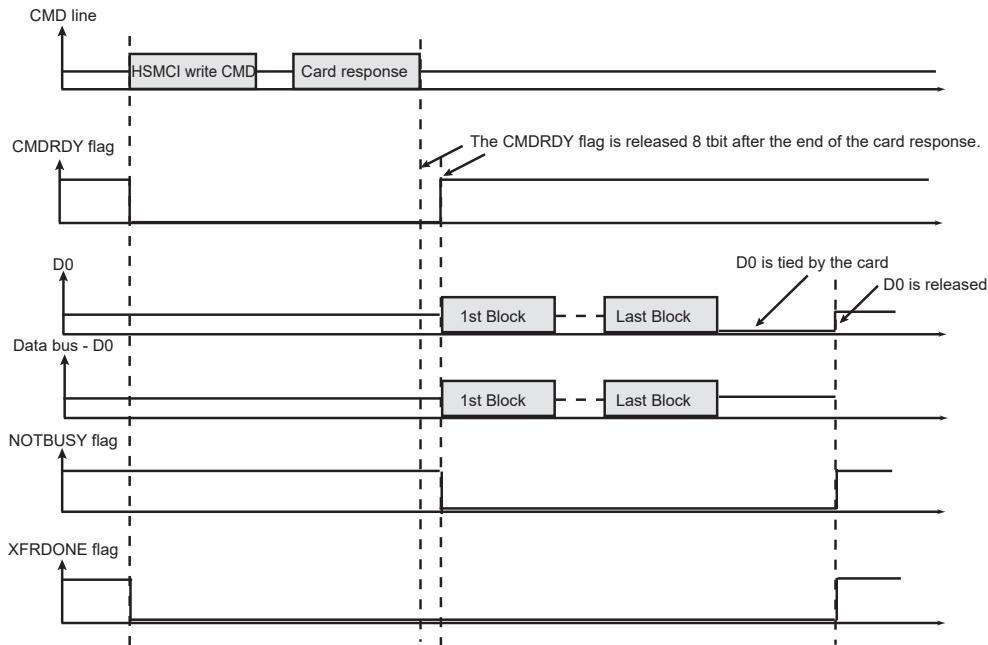 CMD line
HSMCI write CMD
Card response
The CMDRDY flag is released 8 tbit after the end of the card response.
CMDRDY flag
D0 is tied by the card
D0
D0 is released
1st Block
Last Block
Data bus - D0
1st Block
Last Block
NOTBUSY flag
XFRDONE flag